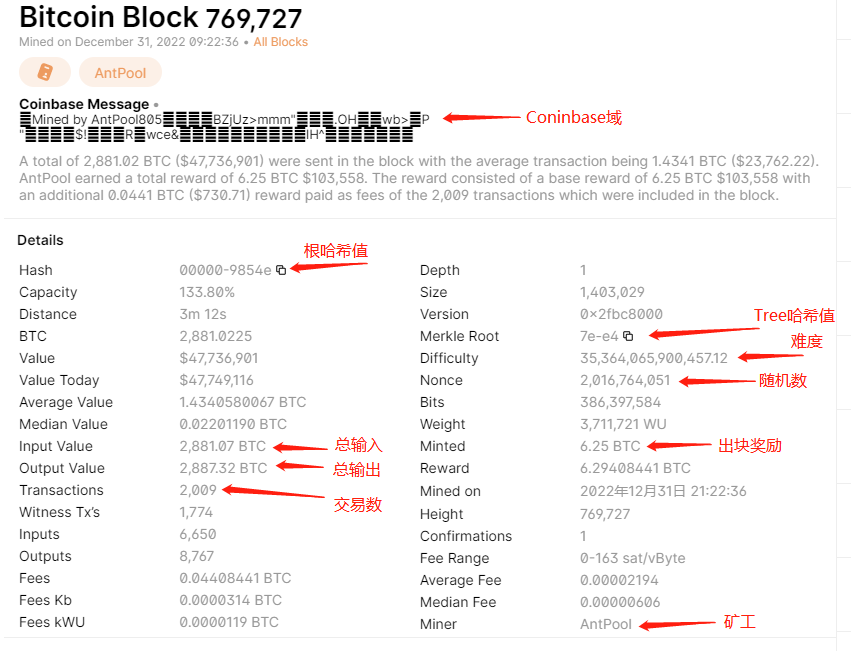 Bitcoin Block 769,727
Mined on December 31, 2022 09:22:36 • All Blocks
AntPool
Coinbase Message
Mined by AntPool805 BZjUz>mmm" .OH wb> P
" $! R wce& IH^
Coninbase域
A total of 2,881.02 BTC ($47,736,901) were sent in the block with the average transaction being 1.4341 BTC ($23,762.22).
AntPool earned a total reward of 6.25 BTC $103,558. The reward consisted of a base reward of 6.25 BTC $103,558 with
an additional 0.0441 BTC ($730.71) reward paid as fees of the 2,009 transactions which were included in the block.
Details
根哈希值
Hash 00000-9854e
Capacity 133.80%
Distance 3m 12s
BTC 2,881.0225
Value $47,736,901
Value Today $47,749,116
Average Value 1.4340580067 BTC
Median Value 0.02201190 BTC
Input Value 2,881.07 BTC 总输入
Output Value 2,887.32 BTC 总输出
Transactions 2,009 交易数
Witness Tx's 1,774
Inputs 6,650
Outputs 8,767
Fees 0.04408441 BTC
Fees Kb 0.0000314 BTC
Fees kWU 0.0000119 BTC
Depth 1
Size 1,403,029
Version 0×2fbc8000
Merkle Root 7e-e4 Tree哈希值
Difficulty 35,364,065,900,457.12 难度
Nonce 2,016,764,051 随机数
Bits 386,397,584
Weight 3,711,721 WU
Minted 6.25 BTC 出块奖励
Reward 6.29408441 BTC
Mined on 2022年12月31日 21:22:36
Height 769,727
Confirmations 1
Fee Range 0-163 sat/vByte
Average Fee 0.00002194
Median Fee 0.00000606
Miner AntPool 矿工